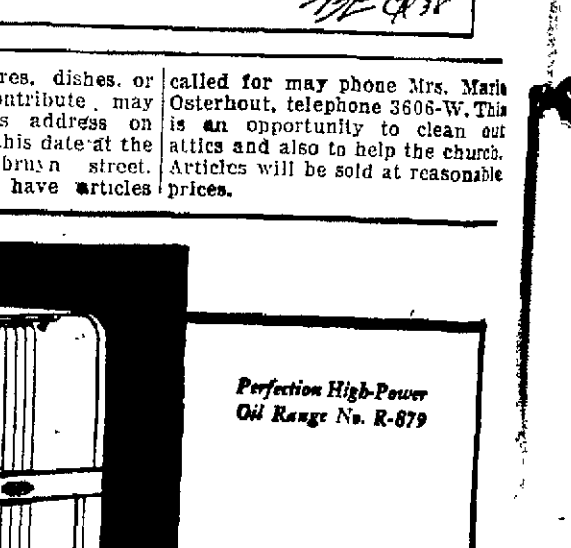 res. dishes. or
ontribute may
s address on
his date at the
bruyn street.
have articles
called for may phone Mrs. Maria
Osterhout, telephone 3606-W. This
is an opportunity to clean out
attics and also to help the church.
Articles will be sold at reasonable
prices.
Perfection High-Power
Oil Range No. R-879